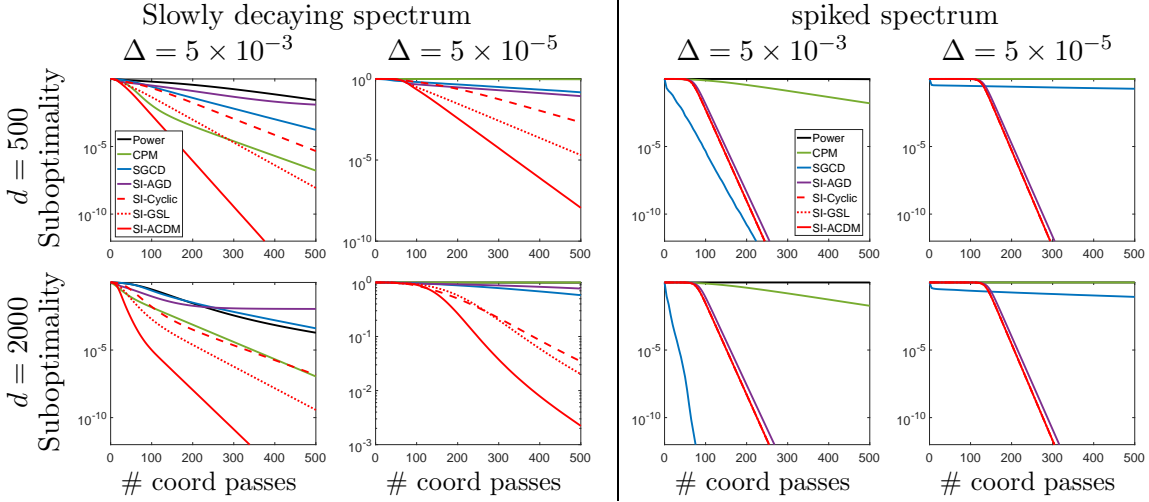 Slowly decaying spectrum
spiked spectrum
Δ = 5 × 10⁻³
Δ = 5 × 10⁻⁵
Δ = 5 × 10⁻³
Δ = 5 × 10⁻⁵
d = 500
Suboptimality
10⁻⁵
10⁻¹⁰
0 100 200 300 400 500
Power
CPM
SGCD
SI-AGD
SI-Cyclic
SI-GSL
SI-ACDM
10⁰
10⁻⁵
10⁻¹⁰
0 100 200 300 400 500
10⁻⁵
10⁻¹⁰
0 100 200 300 400 500
Power
CPM
SGCD
SI-AGD
SI-Cyclic
SI-GSL
SI-ACDM
10⁻⁵
10⁻¹⁰
0 100 200 300 400 500
d = 2000
Suboptimality
10⁻⁵
10⁻¹⁰
0 100 200 300 400 500
10⁰
10⁻¹
10⁻²
10⁻³
0 100 200 300 400 500
10⁻⁵
10⁻¹⁰
0 100 200 300 400 500
10⁻⁵
10⁻¹⁰
0 100 200 300 400 500
# coord passes
# coord passes
# coord passes
# coord passes